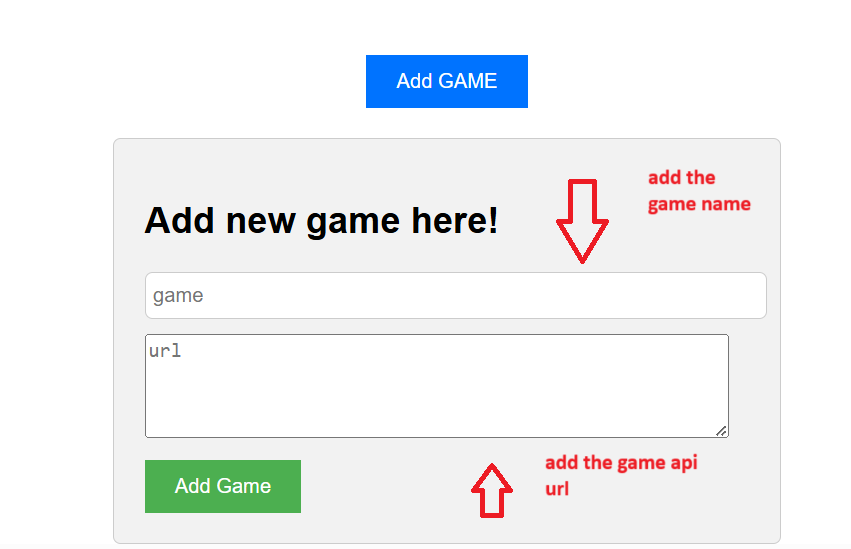 Add GAME
add the
game name
Add new game here!
game
url
add the game api
url
Add Game